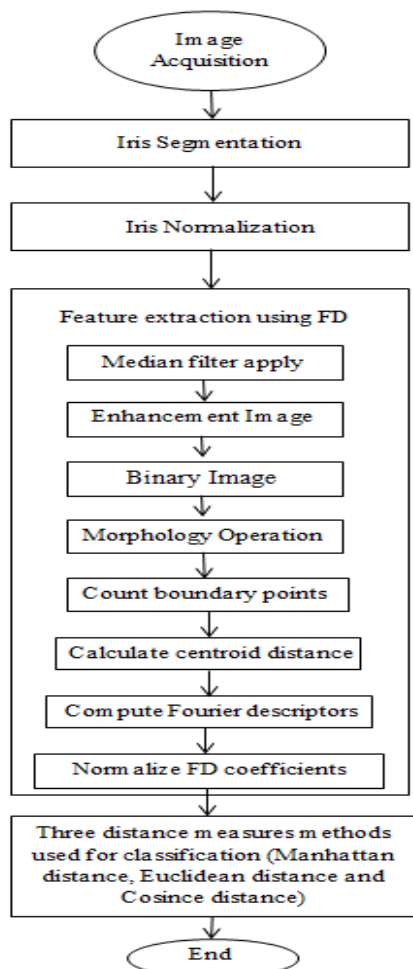 Image
Acquisition
Iris Segmentation
Iris Normalization
Feature extraction using FD
Median filter apply
Enhancement Image
Binary Image
Morphology Operation
Count boundary points
Calculate centroid distance
Compute Fourier descriptors
Normalize FD coefficients
Three distance measures methods
used for classification (Manhattan
distance, Euclidean distance and
Cosince distance)
End